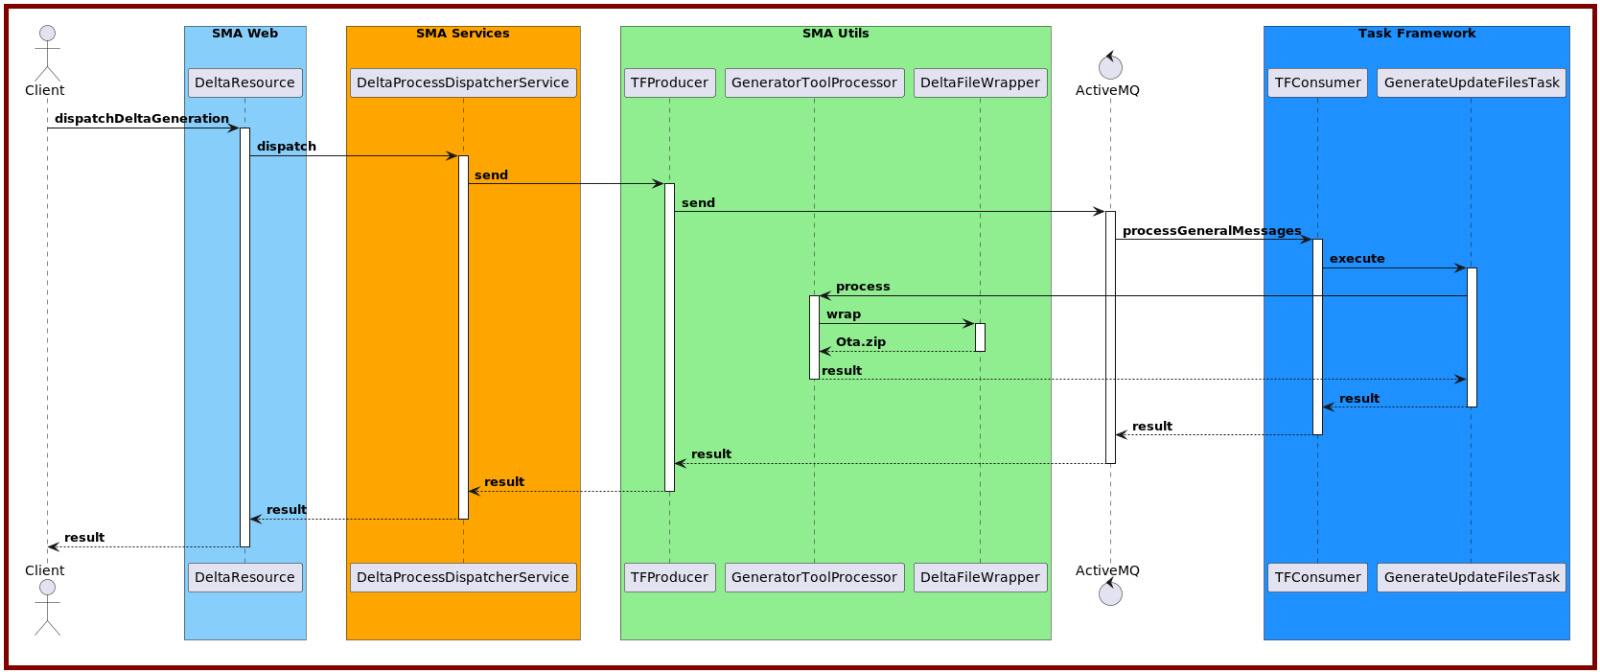 SMA Web
SMA Services
SMA Utils
Task Framework
Client
DeltaResource
DeltaProcessDispatcherService
TFProducer
GeneratorToolProcessor
DeltaFileWrapper
ActiveMQ
TFConsumer
GenerateUpdateFilesTask
dispatchDeltaGeneration
dispatch
send
send
processGeneralMessages
execute
process
wrap
Ota.zip
result
result
result
result
result
result
result
Client
DeltaResource
DeltaProcessDispatcherService
TFProducer
GeneratorToolProcessor
DeltaFileWrapper
ActiveMQ
TFConsumer
GenerateUpdateFilesTask